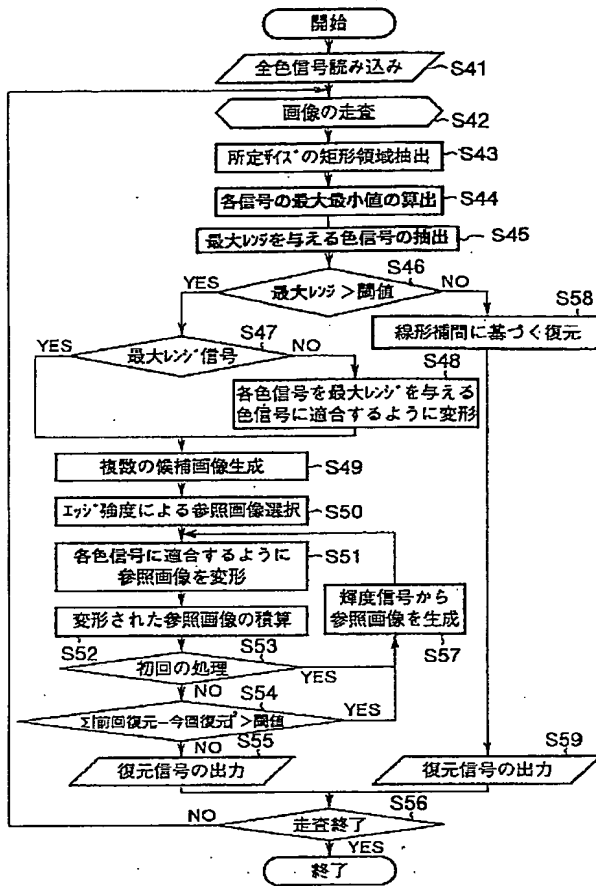 開始
全色信号読み込み
S41
画像の走査
S42
所定サイズの矩形領域抽出
S43
各信号の最大最小値の算出
S44
最大レンジを与える色信号の抽出
S45
S46
YES
最大レンジ>閾値
NO
S58
線形補間に基づく復元
S47
YES
最大レンジ信号
NO
S48
各色信号を最大レンジを与える
色信号に適合するように変形
複数の候補画像生成
S49
エッジ強度による参照画像選択
S50
各色信号に適合するように
参照画像を変形
S51
輝度信号から
参照画像を生成
S57
変形された参照画像の積算
S52
S53
初回の処理
YES
NO
S54
Σ|前回復元-今回復元|²>閾値
YES
NO
S55
復元信号の出力
S59
復元信号の出力
S56
NO
走査終了
YES
終了